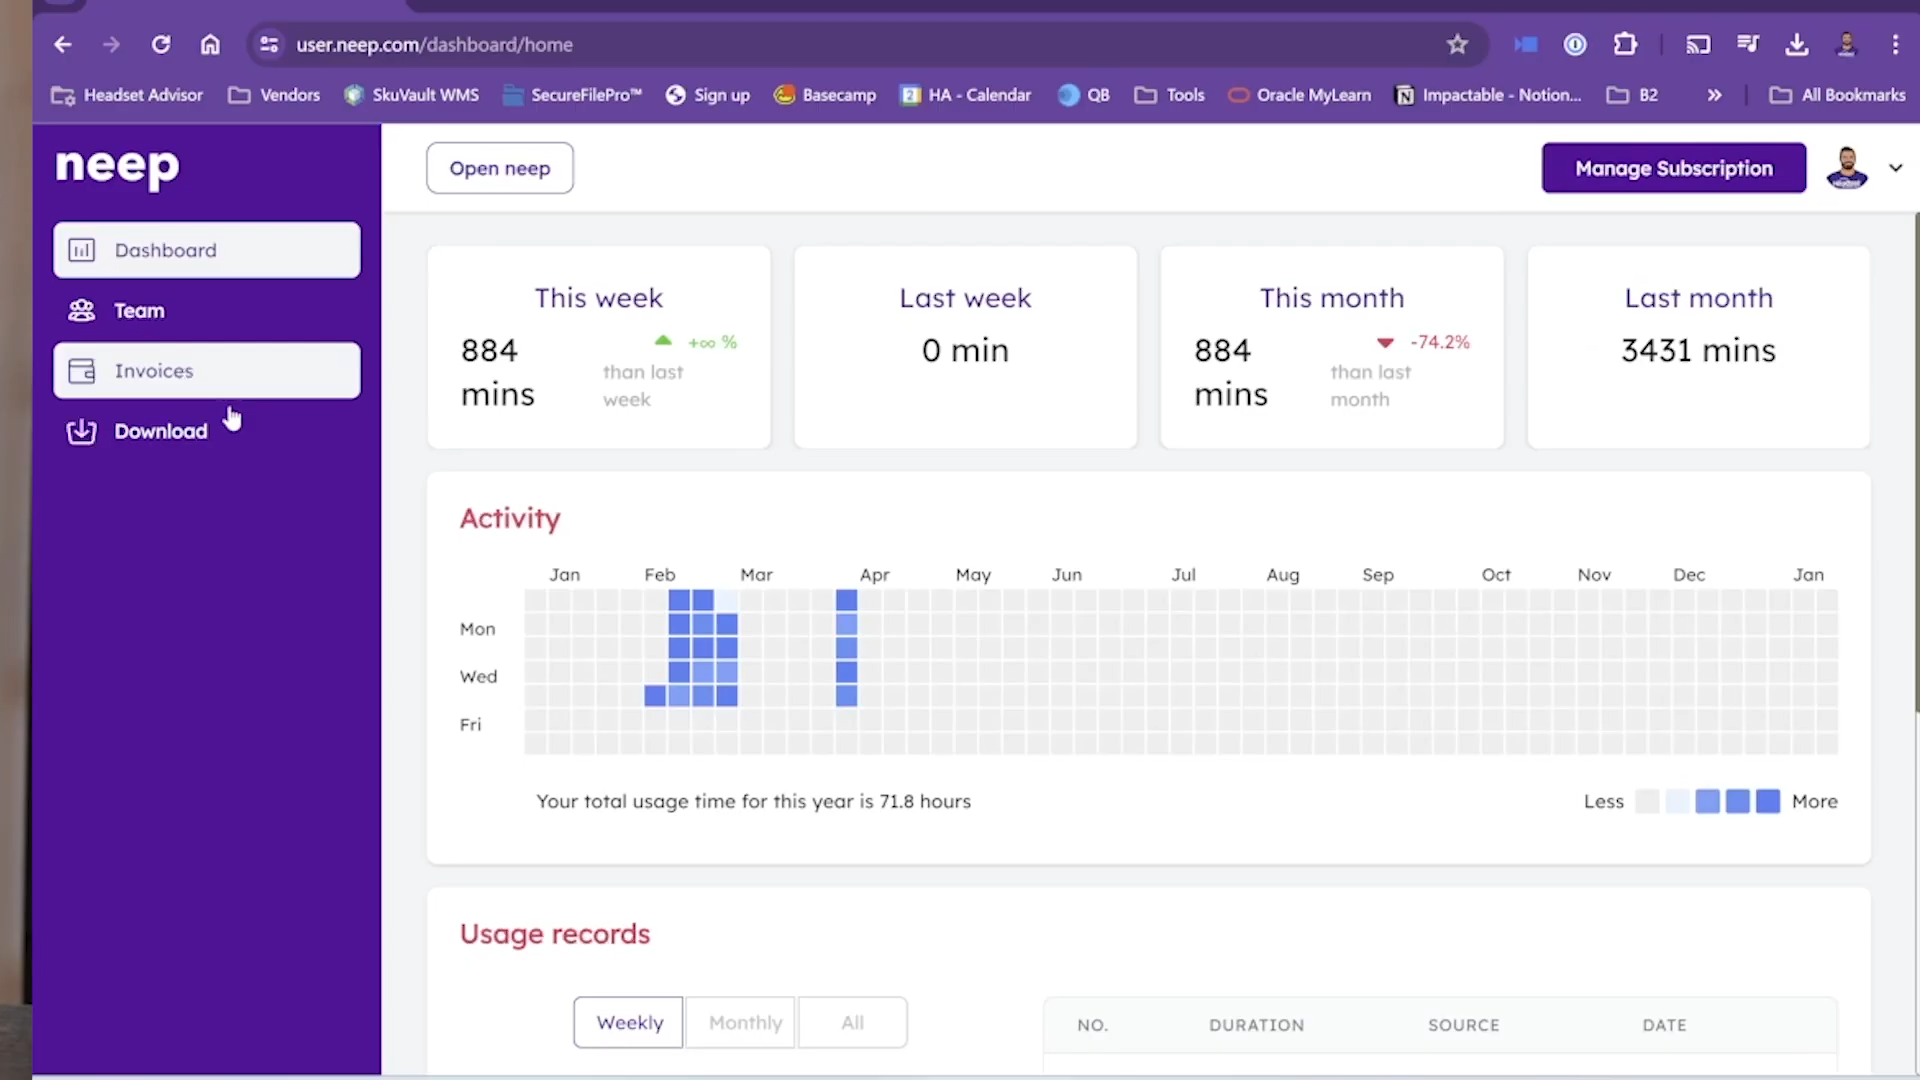 user.neep.com/dashboard/home
Headset Advisor Vendors SkuVault WMS SecureFilePro™ Sign up Basecamp 2 HA - Calendar QB Tools Oracle MyLearn Impactable - Notion... B2 » All Bookmarks
neep
Open neep
Manage Subscription
Dashboard
Team
Invoices
Download
This week
884 mins
+∞ %
than last week
Last week
0 min
This month
884 mins
-74.2%
than last month
Last month
3431 mins
Activity
Jan Feb Mar Apr May Jun Jul Aug Sep Oct Nov Dec Jan
Mon
Wed
Fri
Your total usage time for this year is 71.8 hours
Less More
Usage records
Weekly Monthly All
NO. DURATION SOURCE DATE